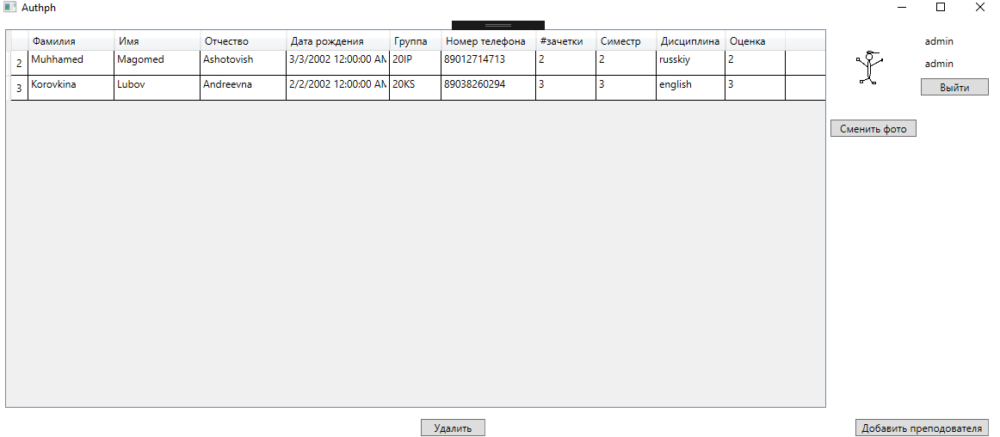 Authph
Фамилия Имя Отчество Дата рождения Группа Номер телефона #зачетки Симестр Дисциплина Оценка
2 Muhhamed Magomed Ashotovish 3/3/2002 12:00:00 AM 20IP 89012714713 2 2 russkiy 2
3 Korovkina Lubov Andreevna 2/2/2002 12:00:00 AM 20KS 89038260294 3 3 english 3
admin
admin
Выйти
Сменить фото
Удалить
Добавить преподователя